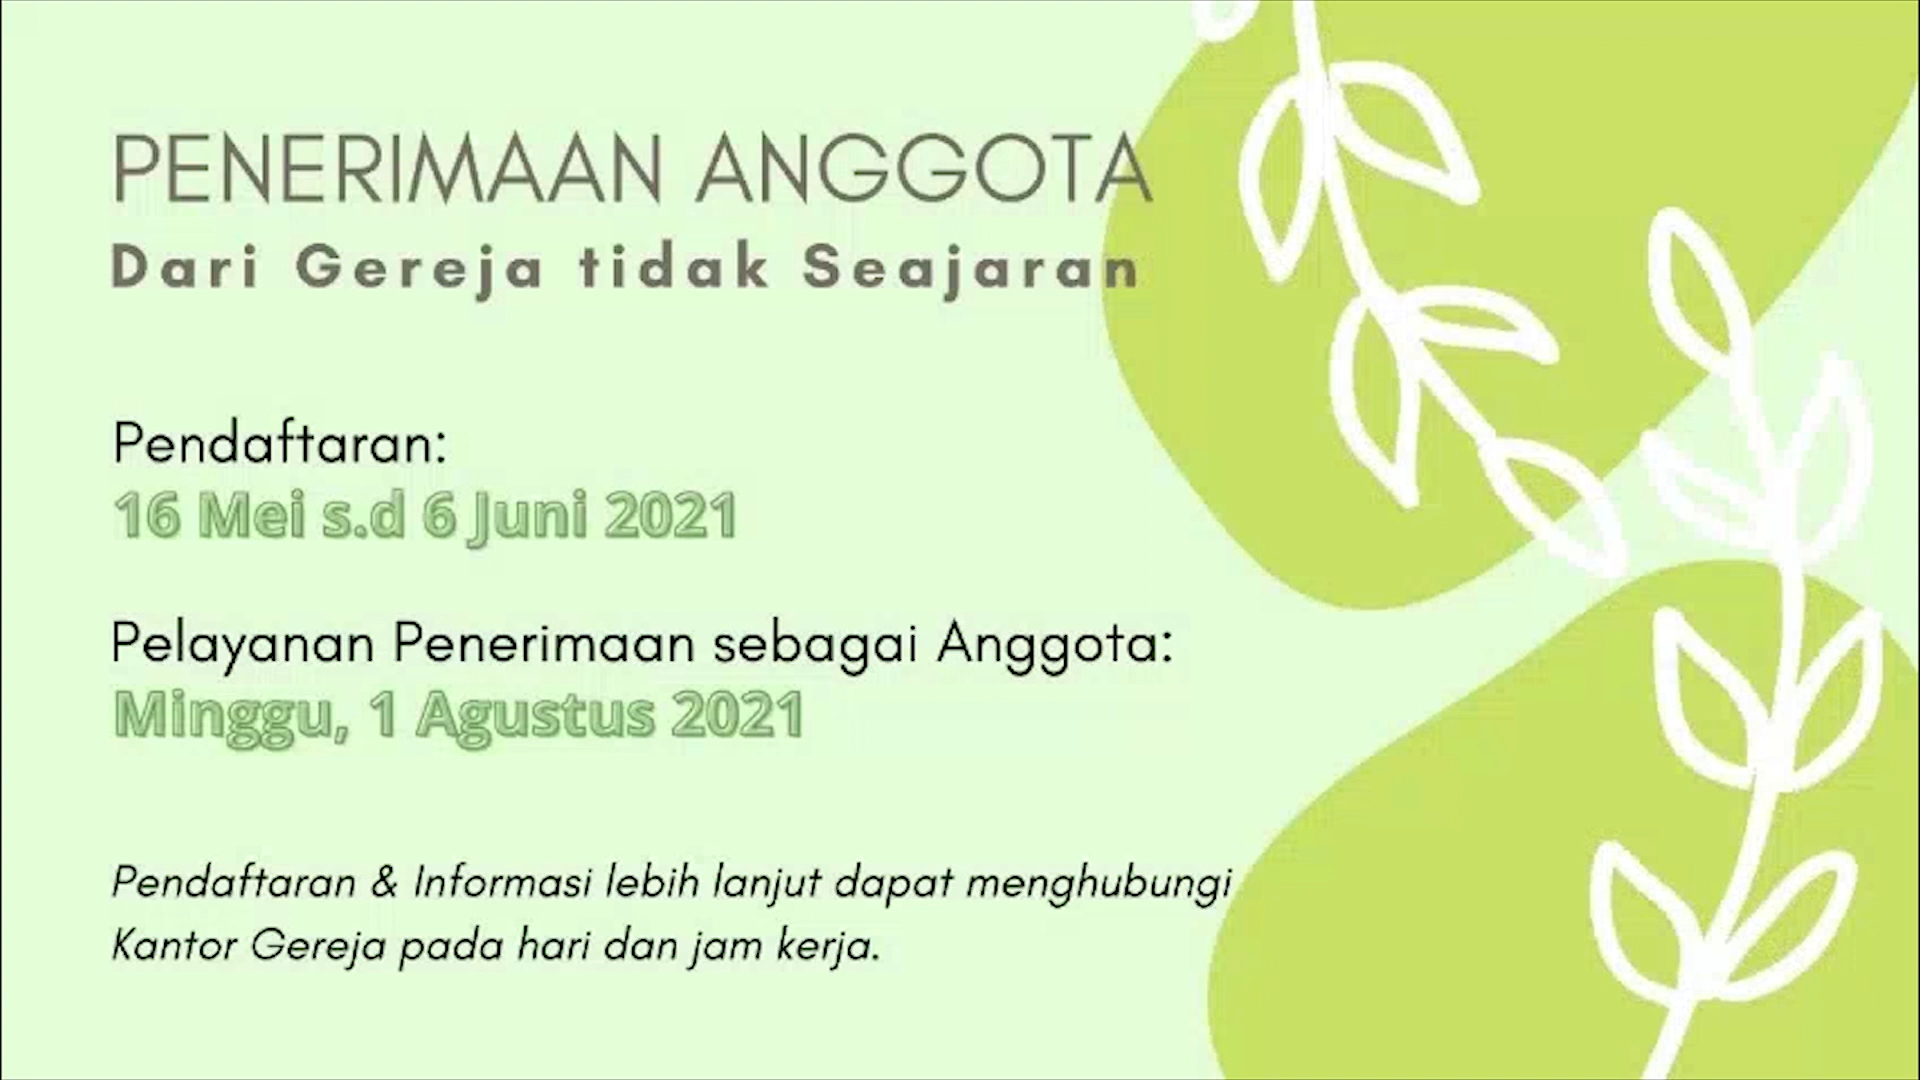 PENERIMAAN ANGGOTA
Dari Gereja tidak Seajaran
Pendaftaran:
16 Mei s.d 6 Juni 2021
Pelayanan Penerimaan sebagai Anggota:
Minggu, 1 Agustus 2021
Pendaftaran & Informasi lebih lanjut dapat menghubungi
Kantor Gereja pada hari dan jam kerja.